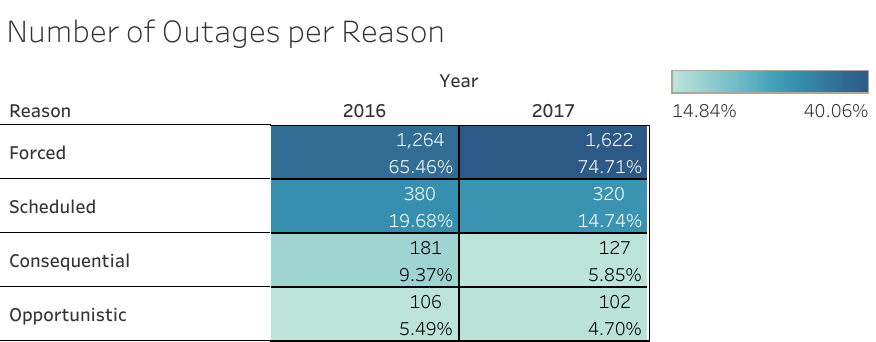 Number of Outages per Reason
Year
14.84% 40.06%
Reason 2016 2017
Forced 1,264 1,622
65.46% 74.71%
Scheduled 380 320
19.68% 14.74%
Consequential 181 127
9.37% 5.85%
Opportunistic 106 102
5.49% 4.70%